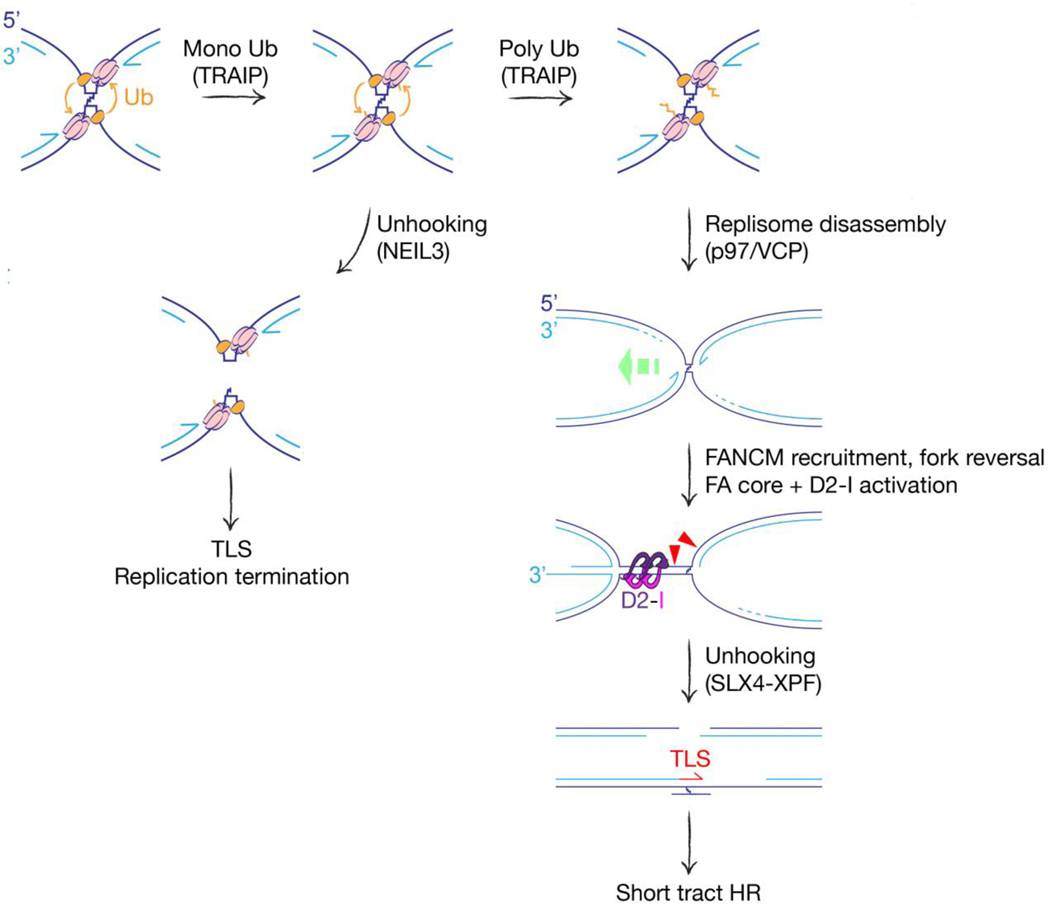 5'
3'
Ub
Mono Ub
(TRAIP)
Poly Ub
(TRAIP)
Unhooking
(NEIL3)
Replisome disassembly
(p97/VCP)
TLS
Replication termination
5'
3'
FANCM recruitment, fork reversal
FA core + D2-I activation
3'
D2-I
Unhooking
(SLX4-XPF)
TLS
Short tract HR